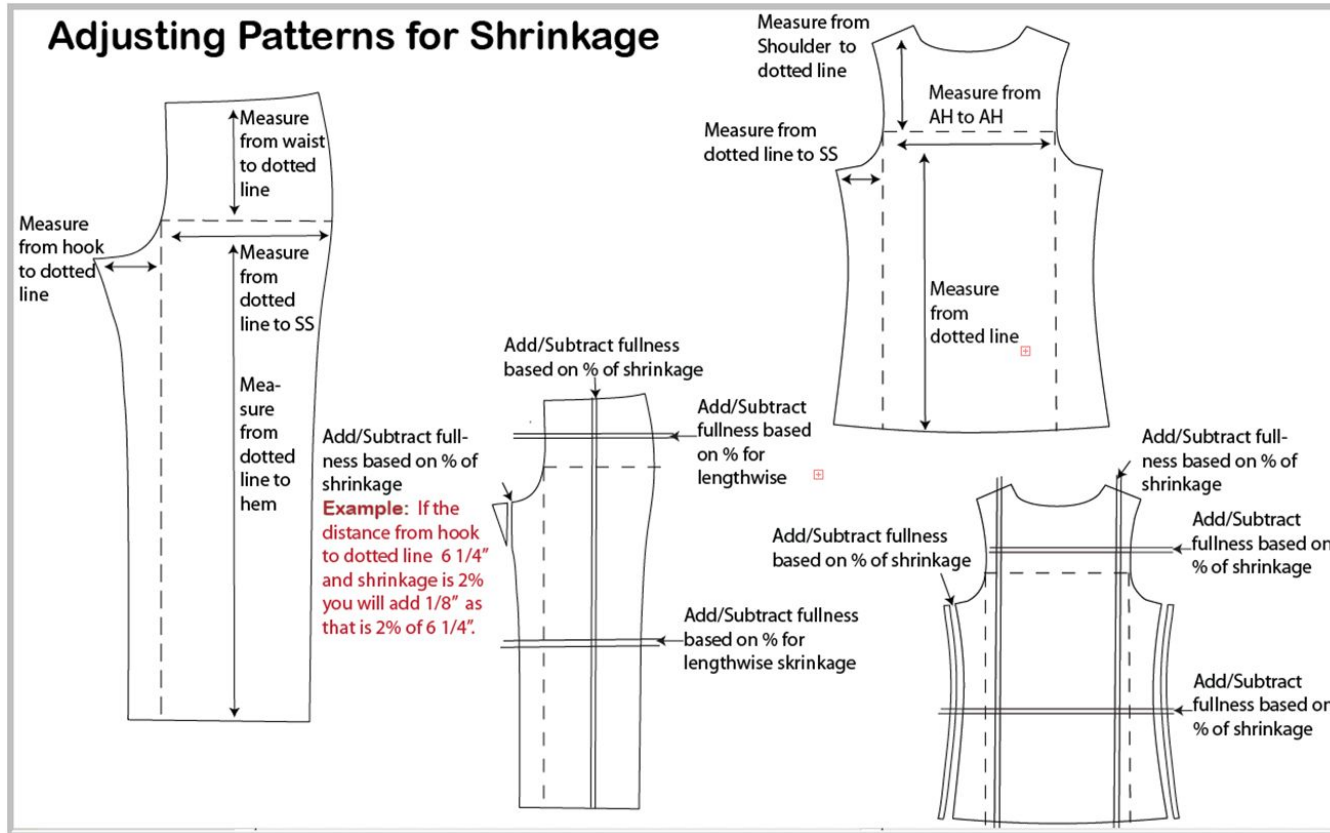 Adjusting Patterns for Shrinkage
Measure
from waist
to dotted
line
Measure
from hook
to dotted
line
Measure
from
dotted
line to SS
Mea-
sure
from
dotted
line to
hem
Measure from
Shoulder to
dotted line
Measure from
AH to AH
Measure from
dotted line to SS
Measure
from
dotted line
Add/Subtract fullness
based on % of shrinkage
Add/Subtract
fullness based
on % for
lengthwise
Add/Subtract full-
ness based on % of
shrinkage
Example: If the
distance from hook
to dotted line 6 1/4"
and shrinkage is 2%
you will add 1/8" as
that is 2% of 6 1/4".
Add/Subtract fullness
based on % for
lengthwise skrinkage
Add/Subtract full-
ness based on % of
shrinkage
Add/Subtract fullness
based on % of shrinkage
Add/Subtract
fullness based on
% of shrinkage
Add/Subtract
fullness based on
% of shrinkage